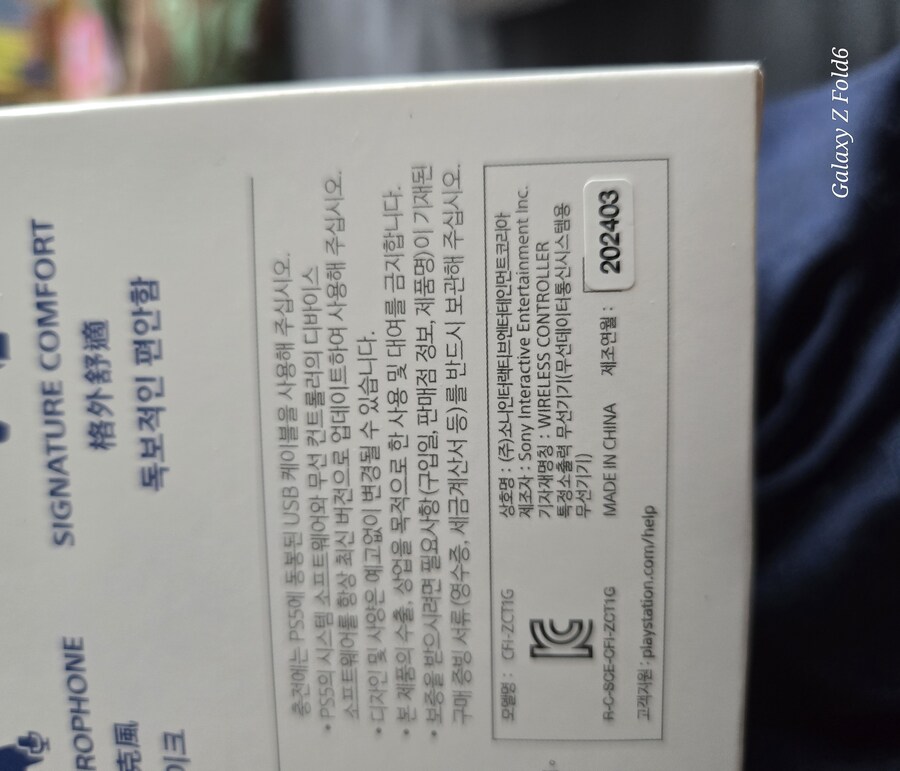 SIGNATURE COMFORT
格外舒適
독보적인 편안함
ROPHONE
克風
이크
충전에는 PS5에 동봉된 USB 케이블을 사용해 주십시오.
• PS5의 시스템 소프트웨어와 무선 컨트롤러의 디바이스
소프트웨어를 항상 최신 버전으로 업데이트하여 사용해 주십시오.
• 디자인 및 사양은 예고없이 변경될 수 있습니다.
• 본 제품의 수출, 상업을 목적으로 한 사용 및 대여를 금지합니다.
• 보증을 받으시려면 필요사항(구입일, 판매점 정보, 제품명)이 기재된
구매 증빙 서류(영수증, 세금계산서 등)를 반드시 보관해 주십시오.
모델명 : CFI-ZCT1G
R-C-SCE-CFI-ZCT1G
고객지원 : playstation.com/help
상호명 : (주)소니인터랙티브엔터테인먼트코리아
제조자 : Sony Interactive Entertainment Inc.
기자재명칭 : WIRELESS CONTROLLER
특정소출력 무선기기(무선데이터통신시스템용
무선기기)
MADE IN CHINA 제조연월 : 202403
Galaxy Z Fold6